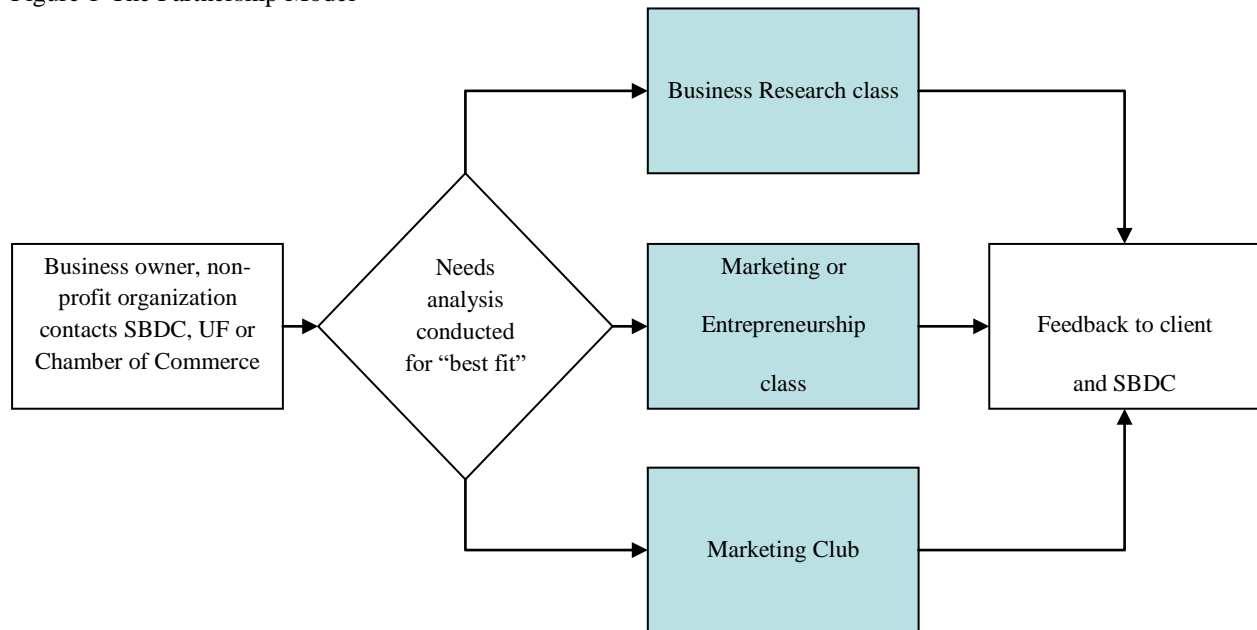 Figure 1 The Partnership Model
Business Research class
Business owner, non-
profit organization
contacts SBDC, UF or
Chamber of Commerce
Needs
analysis
conducted
for “best fit”
Marketing or
Entrepreneurship
class
Feedback to client
and SBDC
Marketing Club